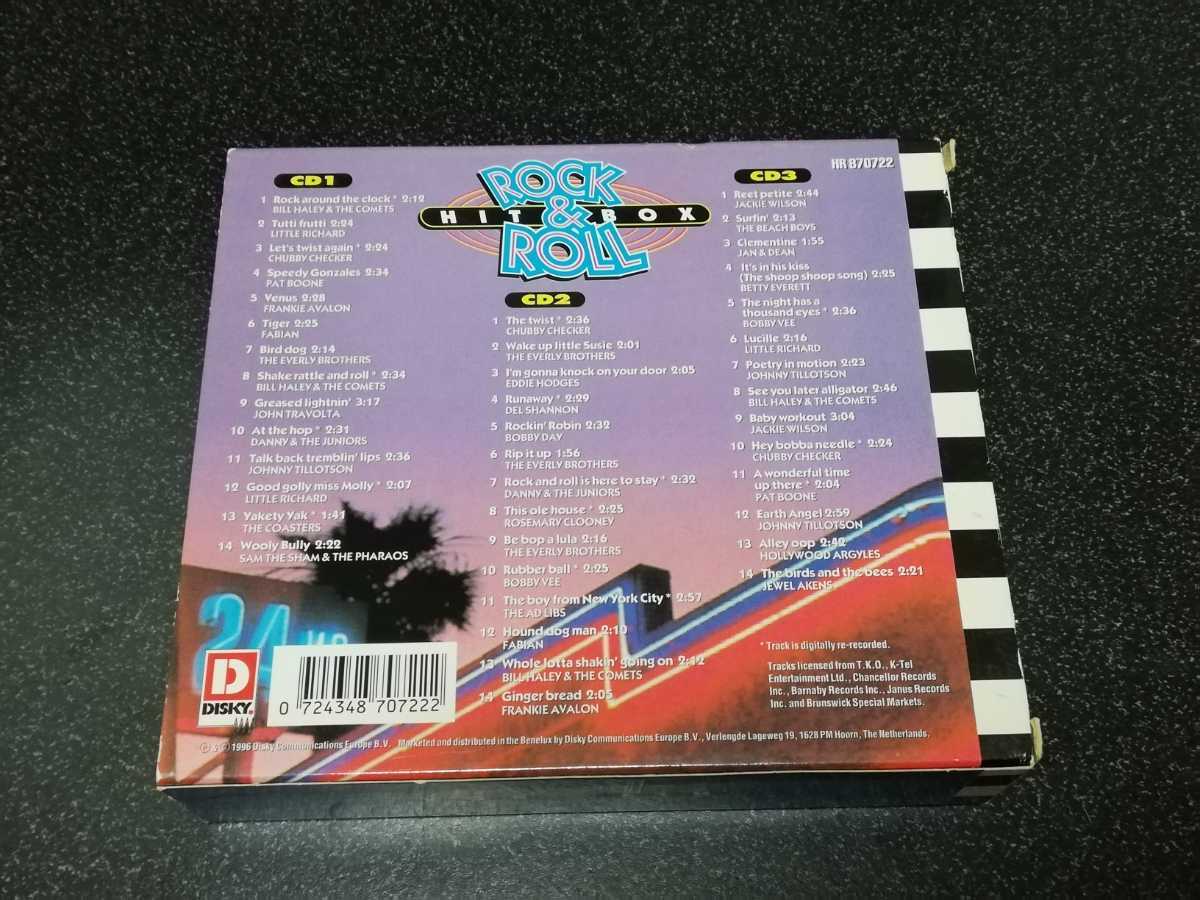 CD1
1 Rock around the clock * 2:12
BILL HALEY & THE COMETS
2 Tutti frutti 2:24
LITTLE RICHARD
3 Let's twist again * 2:24
CHUBBY CHECKER
4 Speedy Gonzales 2:34
PAT BOONE
5 Venus 2:28
FRANKIE AVALON
6 Tiger 2:25
FABIAN
7 Bird dog 2:14
THE EVERLY BROTHERS
8 Shake rattle and roll * 2:34
BILL HALEY & THE COMETS
9 Greased lightnin' 3:17
JOHN TRAVOLTA
10 At the hop * 2:31
DANNY & THE JUNIORS
11 Talk back tremblin' lips 2:36
JOHNNY TILLOTSON
12 Good golly miss Molly * 2:07
LITTLE RICHARD
13 Yakety Yak * 1:41
THE COASTERS
14 Wooly Bully 2:22
SAM THE SHAM & THE PHARAOS
ROCK
HIT & BOX
ROLL
CD2
1 The twist * 2:36
CHUBBY CHECKER
2 Wake up little Susie 2:01
THE EVERLY BROTHERS
3 I'm gonna knock on your door 2:05
EDDIE HODGES
4 Runaway * 2:29
DEL SHANNON
5 Rockin' Robin 2:32
BOBBY DAY
6 Rip it up 1:56
THE EVERLY BROTHERS
7 Rock and roll is here to stay * 2:32
DANNY & THE JUNIORS
8 This ole house * 2:25
ROSEMARY CLOONEY
9 Be bop a lula 2:16
THE EVERLY BROTHERS
10 Rubber ball * 2:25
BOBBY VEE
11 The boy from New York City * 2:57
THE AD LIBS
12 Hound dog man 2:10
FABIAN
13 Whole lotta shakin' going on 2:42
BILL HALEY & THE COMETS
14 Ginger bread 2:05
FRANKIE AVALON
HR 870722
CD3
1 Reet petite 2:44
JACKIE WILSON
2 Surfin' 2:13
THE BEACH BOYS
3 Clementine 1:55
JAN & DEAN
4 It's in his kiss
(The shoop shoop song) 2:25
BETTY EVERETT
5 The night has a
thousand eyes * 2:36
BOBBY VEE
6 Lucille 2:16
LITTLE RICHARD
7 Poetry in motion 2:23
JOHNNY TILLOTSON
8 See you later alligator * 2:46
BILL HALEY & THE COMETS
9 Baby workout 3:04
JACKIE WILSON
10 Hey bobba needle * 2:24
CHUBBY CHECKER
11 A wonderful time
up there * 2:04
PAT BOONE
12 Earth Angel 2:59
JOHNNY TILLOTSON
13 Alley oop 2:42
HOLLYWOOD ARGYLES
14 The birds and the bees 2:21
JEWEL AKENS
* Track is digitally re-recorded.
Tracks licensed from T.K.O., K-Tel
Entertainment Ltd., Chancellor Records
Inc., Barnaby Records Inc., Janus Records
Inc. and Brunswick Special Markets.
24
D
DISKY®
0 724348 707222
℗ & © 1996 Disky Communications Europe B.V. Marketed and distributed in the Benelux by Disky Communications Europe B.V., Verlengde Lageweg 19, 1628 PM Hoorn, The Netherlands.